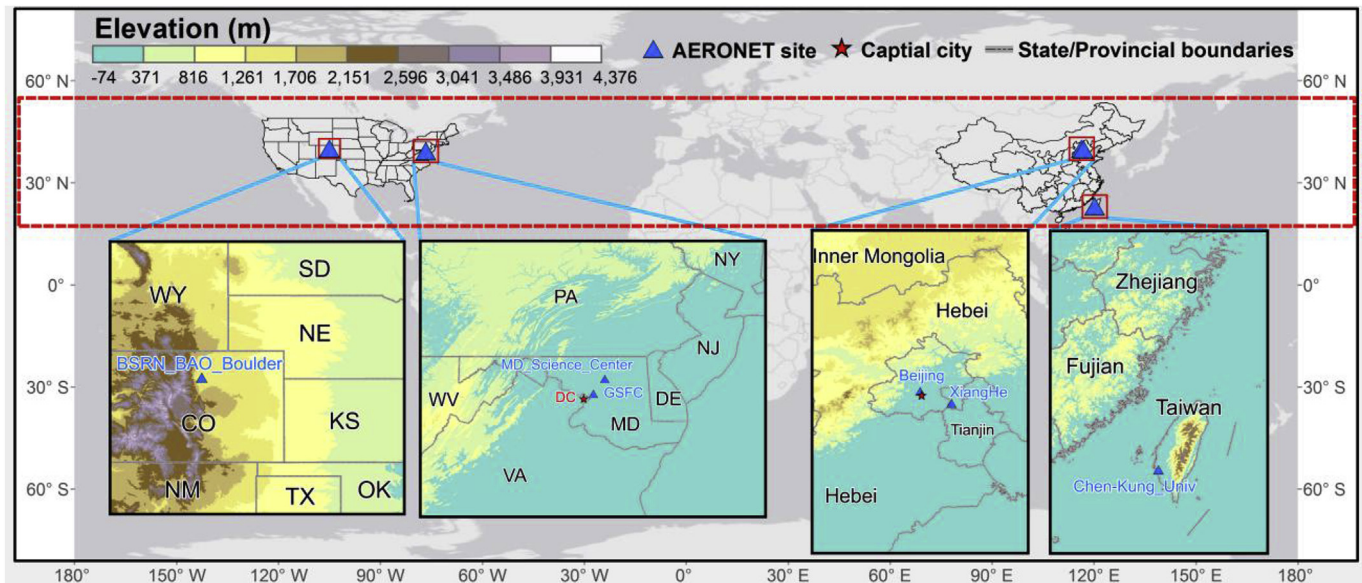 Elevation (m)
-74 371 816 1,261 1,706 2,151 2,596 3,041 3,486 3,931 4,376
AERONET site
Captial city
State/Provincial boundaries
60° N
60° N
30° N
30° N
0°
0°
30° S
30° S
60° S
60° S
SD
WY
NE
BSRN_BAO_Boulder
CO
KS
NM
TX
OK
NY
PA
NJ
MD_Science_Center
WV
DC
GSFC
DE
MD
VA
Inner Mongolia
Hebei
Beijing
XiangHe
Tianjin
Hebei
Zhejiang
Fujian
Taiwan
Chen-Kung_Univ
180° 150° W 120° W 90° W 60° W 30° W 0° 30° E 60° E 90° E 120° E 150° E 180°